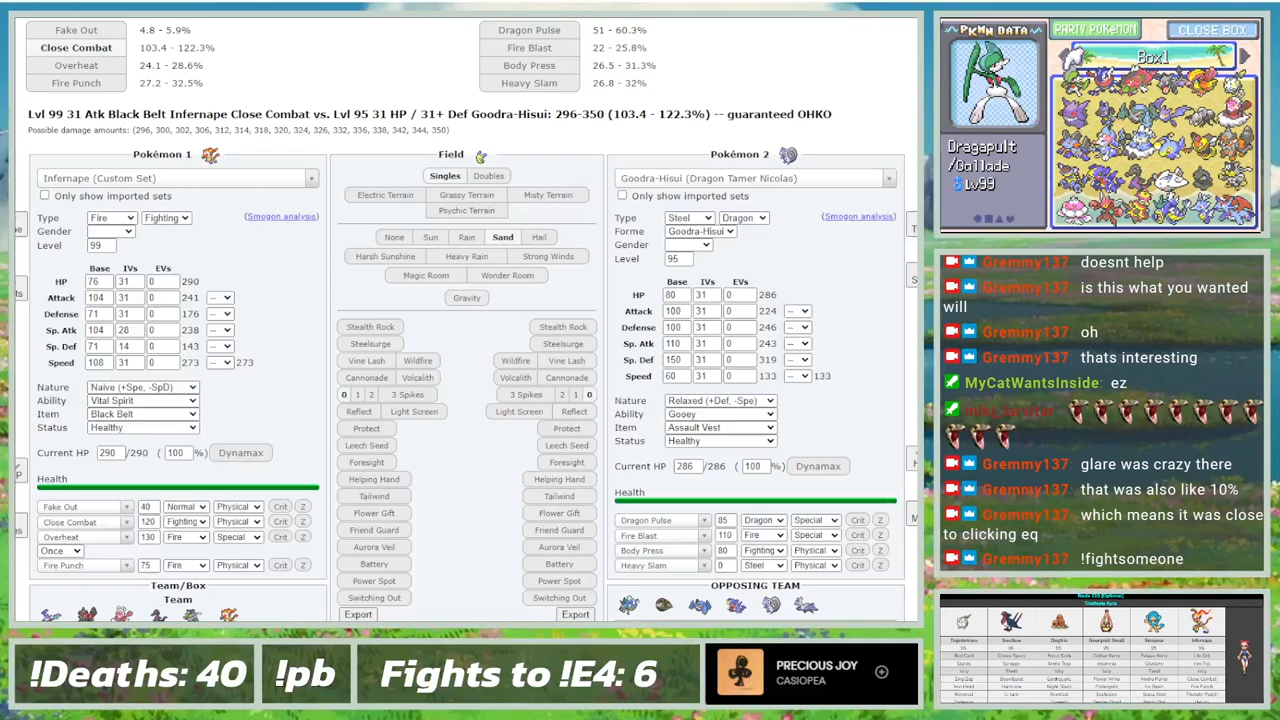 Fake Out 4.8 - 5.9%
Close Combat 103.4 - 122.3%
Overheat 24.1 - 28.6%
Fire Punch 27.2 - 32.5%
Dragon Pulse 51 - 60.3%
Fire Blast 22 - 25.8%
Body Press 26.5 - 31.3%
Heavy Slam 26.8 - 32%
Lvl 99 31 Atk Black Belt Infernape Close Combat vs. Lvl 95 31 HP / 31+ Def Goodra-Hisui: 296-350 (103.4 - 122.3%) -- guaranteed OHKO
Possible damage amounts: (296, 300, 302, 306, 312, 314, 318, 320, 324, 326, 332, 336, 338, 342, 344, 350)
Pokémon 1
Infernape (Custom Set)
Only show imported sets
Type Fire Fighting (Smogon analysis)
Gender
Level 99
Base IVs EVs
HP 76 31 0 290
Attack 104 31 0 241 --
Defense 71 31 0 176 --
Sp. Atk 104 28 0 238 --
Sp. Def 71 14 0 143 --
Speed 108 31 0 273 -- 273
Nature Naive (+Spe, -SpD)
Ability Vital Spirit
Item Black Belt
Status Healthy
Current HP 290 /290 ( 100 %) Dynamax
Health
Fake Out 40 Normal Physical Crit Z
Close Combat 120 Fighting Physical Crit Z
Overheat 130 Fire Special Crit Z
Once
Fire Punch 75 Fire Physical Crit Z
Team/Box
Team
Field
Singles Doubles
Electric Terrain Grassy Terrain Misty Terrain
Psychic Terrain
None Sun Rain Sand Hail
Harsh Sunshine Heavy Rain Strong Winds
Magic Room Wonder Room
Gravity
Stealth Rock Stealth Rock
Steelsurge Steelsurge
Vine Lash Wildfire Wildfire Vine Lash
Cannonade Volcalith Volcalith Cannonade
0 1 2 3 Spikes 3 Spikes 2 1 0
Reflect Light Screen Light Screen Reflect
Protect Protect
Leech Seed Leech Seed
Foresight Foresight
Helping Hand Helping Hand
Tailwind Tailwind
Flower Gift Flower Gift
Friend Guard Friend Guard
Aurora Veil Aurora Veil
Battery Battery
Power Spot Power Spot
Switching Out Switching Out
Export Export
Pokémon 2
Goodra-Hisui (Dragon Tamer Nicolas)
Only show imported sets
Type Steel Dragon (Smogon analysis)
Forme Goodra-Hisui
Gender
Level 95
Base IVs EVs
HP 80 31 0 286
Attack 100 31 0 224 --
Defense 100 31 0 246 --
Sp. Atk 110 31 0 243 --
Sp. Def 150 31 0 319 --
Speed 60 31 0 133 -- 133
Nature Relaxed (+Def, -Spe)
Ability Gooey
Item Assault Vest
Status Healthy
Current HP 286 /286 ( 100 %) Dynamax
Health
Dragon Pulse 85 Dragon Special Crit Z
Fire Blast 110 Fire Special Crit Z
Body Press 80 Fighting Physical Crit Z
Heavy Slam 0 Steel Physical Crit Z
OPPOSING TEAM
PKMN DATA
PARTY POKéMON
CLOSE BOX
Box1
Dragapult
/Gallade
Lv99
Gremmy137 doesnt help
Gremmy137 is this what you wanted
will
Gremmy137 oh
Gremmy137 thats interesting
MyCatWantsInside: ez
Gremmy137 glare was crazy there
Gremmy137 that was also like 10%
Gremmy137 which means it was close
to clicking eq
Gremmy137 !fightsomeone
!Deaths: 40 !pb
PRECIOUS JOY
CASIOPEA